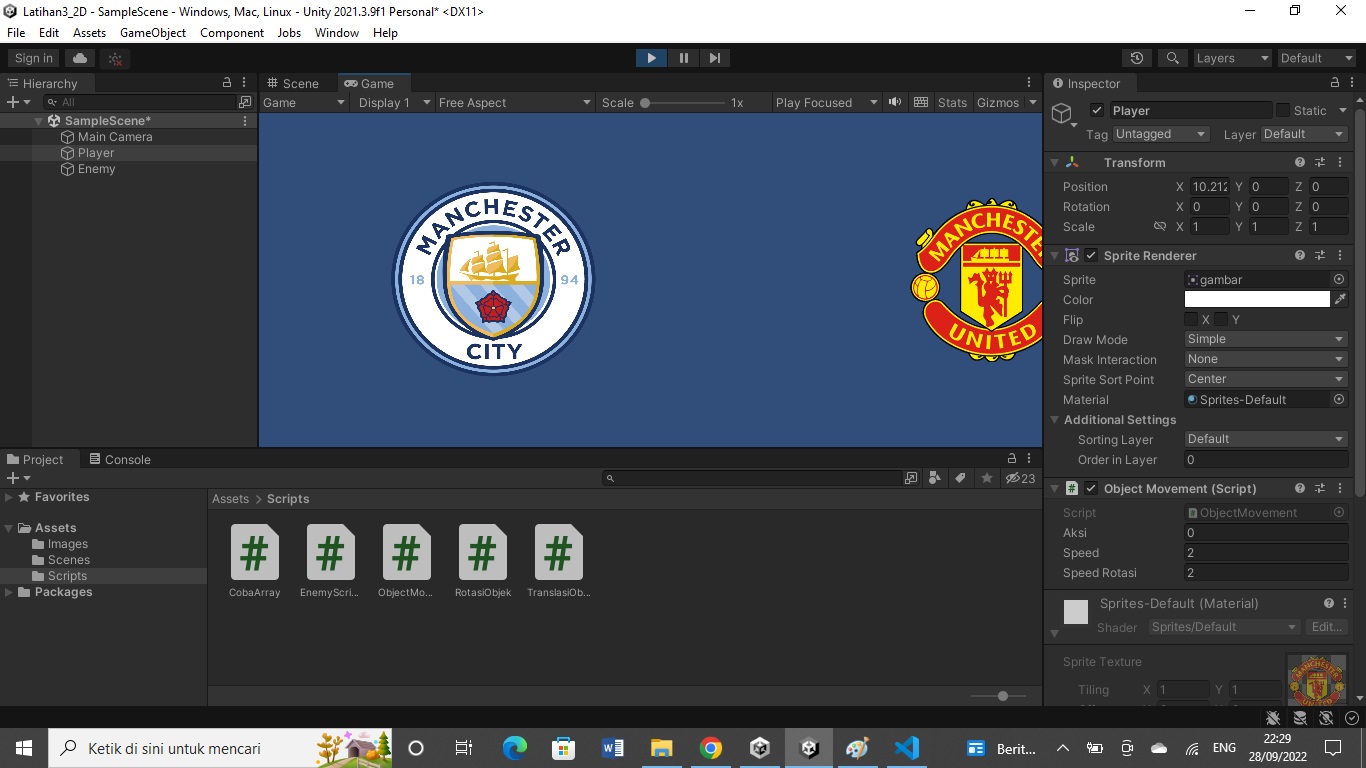 Latihan3_2D - SampleScene - Windows, Mac, Linux - Unity 2021.3.9f1 Personal* <DX11>
File Edit Assets GameObject Component Jobs Window Help
Sign in Layers Default
Hierarchy
All
SampleScene*
Main Camera
Player
Enemy
Scene Game
Game Display 1 Free Aspect Scale 1x Play Focused Stats Gizmos
MANCHESTER
18 94
CITY
MANCHESTE
UNITED
Inspector
Player Static
Tag Untagged Layer Default
Transform
Position X 10.212 Y 0 Z 0
Rotation X 0 Y 0 Z 0
Scale X 1 Y 1 Z 1
Sprite Renderer
Sprite gambar
Color
Flip X Y
Draw Mode Simple
Mask Interaction None
Sprite Sort Point Center
Material Sprites-Default
Additional Settings
Sorting Layer Default
Order in Layer 0
Object Movement (Script)
Script ObjectMovement
Aksi 0
Speed 2
Speed Rotasi 2
Sprites-Default (Material)
Shader Sprites/Default Edit...
Sprite Texture
MANCHESTER
Tiling X 1 Y 1
Project Console
23
Favorites
Assets
Images
Scenes
Scripts
Packages
Assets > Scripts
CobaArray EnemyScri... ObjectMo... RotasiObjek TranslasiOb...
Ketik di sini untuk mencari
Berit... ENG
22:29
28/09/2022